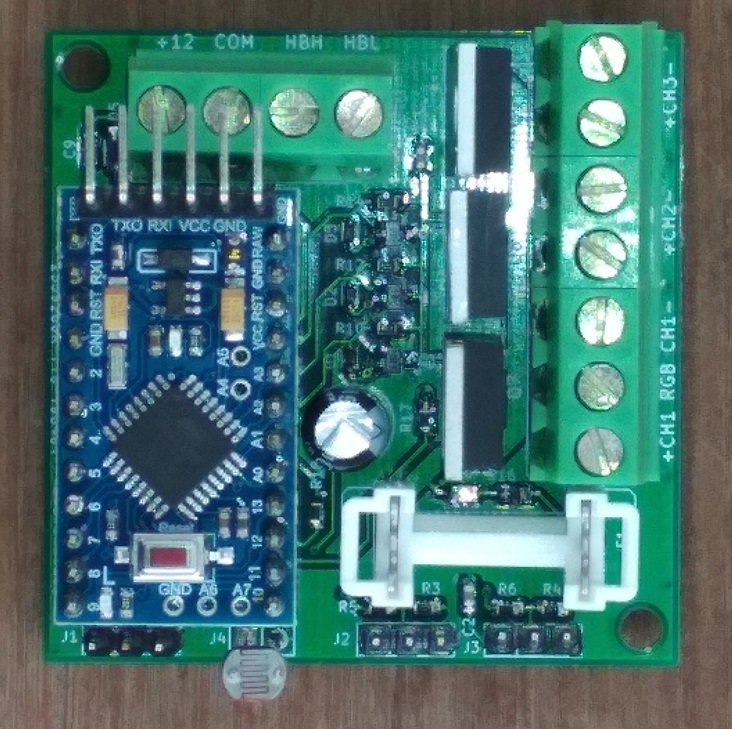 +12 COM HBH HBL
+CH3-
C9
TXO RXI VCC GND
+CH2-
TXO
RXI
RST
GND
2
3
4
5
6
7
8
9
RAW
GND
RST
VCC
A3
A2
A1
A0
13
12
11
10
A5
A4
R10
R17
+CH1 RGB CH1-
Reset
GND A6 A7
F1
R5 R3 R6 R4
C2
J1 J4 J2 J3